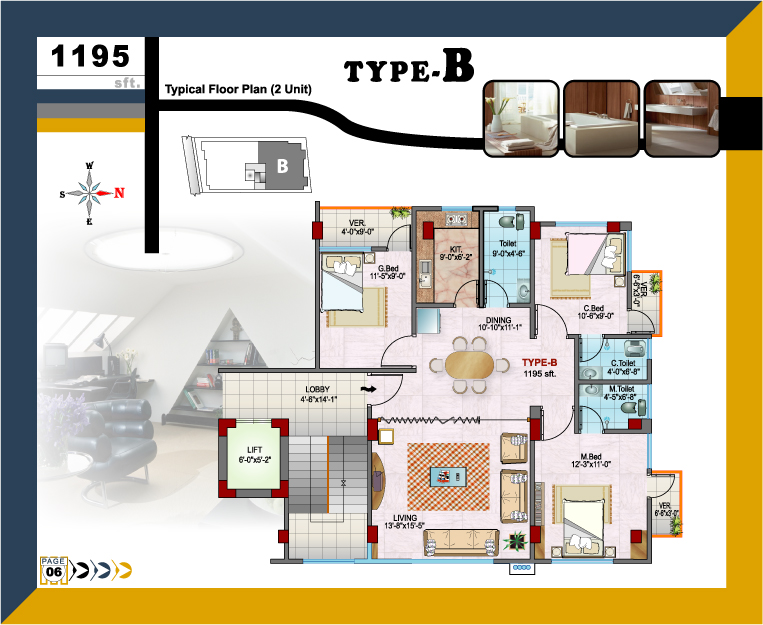 1195
sft.
TYPE-B
Typical Floor Plan (2 Unit)
B
W
S
N
E
VER.
4'-0"x9'-0"
KIT.
9'-0"x6'-2"
Toilet
9'-0"x4'-6"
G.Bed
11'-5"x9'-0"
C.Bed
10'-6"x9'-0"
VER.
6'-6"x3'-0"
DINING
10'-10"x11'-1"
TYPE-B
1195 sft.
C.Toilet
4'-0"x6'-8"
M.Toilet
4'-5"x6'-8"
LOBBY
4'-6"x14'-1"
LIFT
6'-0"x5'-2"
M.Bed
12'-3"x11'-0"
VER.
6'-6"x3'-0"
LIVING
13'-8"x15'-5"
PAGE
06